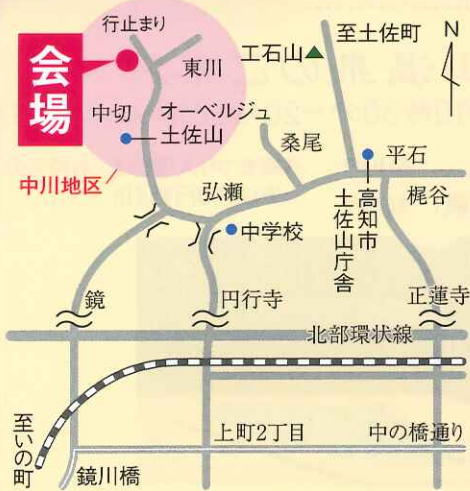 行止まり
会場
東川
工石山
至土佐町
N
中切
オーベルジュ
土佐山
桑尾
平石
中川地区
弘瀬
高知市
土佐山庁舎
梶谷
中学校
鏡
円行寺
正蓮寺
北部環状線
至いの町
上町2丁目
中の橋通り
鏡川橋